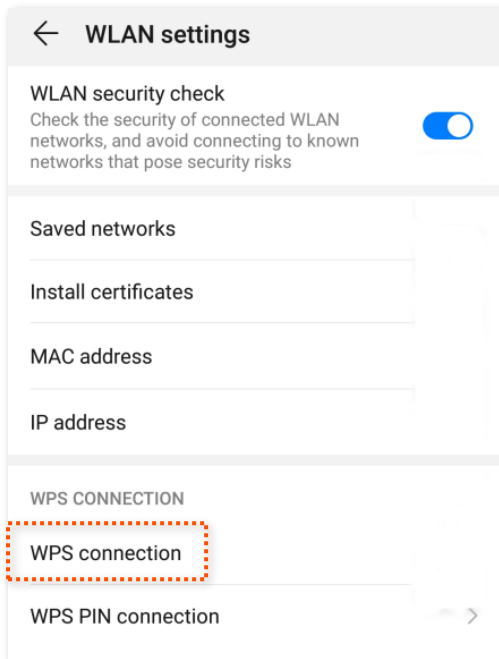 WLAN settings
WLAN security check
Check the security of connected WLAN
networks, and avoid connecting to known
networks that pose security risks
Saved networks
Install certificates
MAC address
IP address
WPS CONNECTION
WPS connection
WPS PIN connection